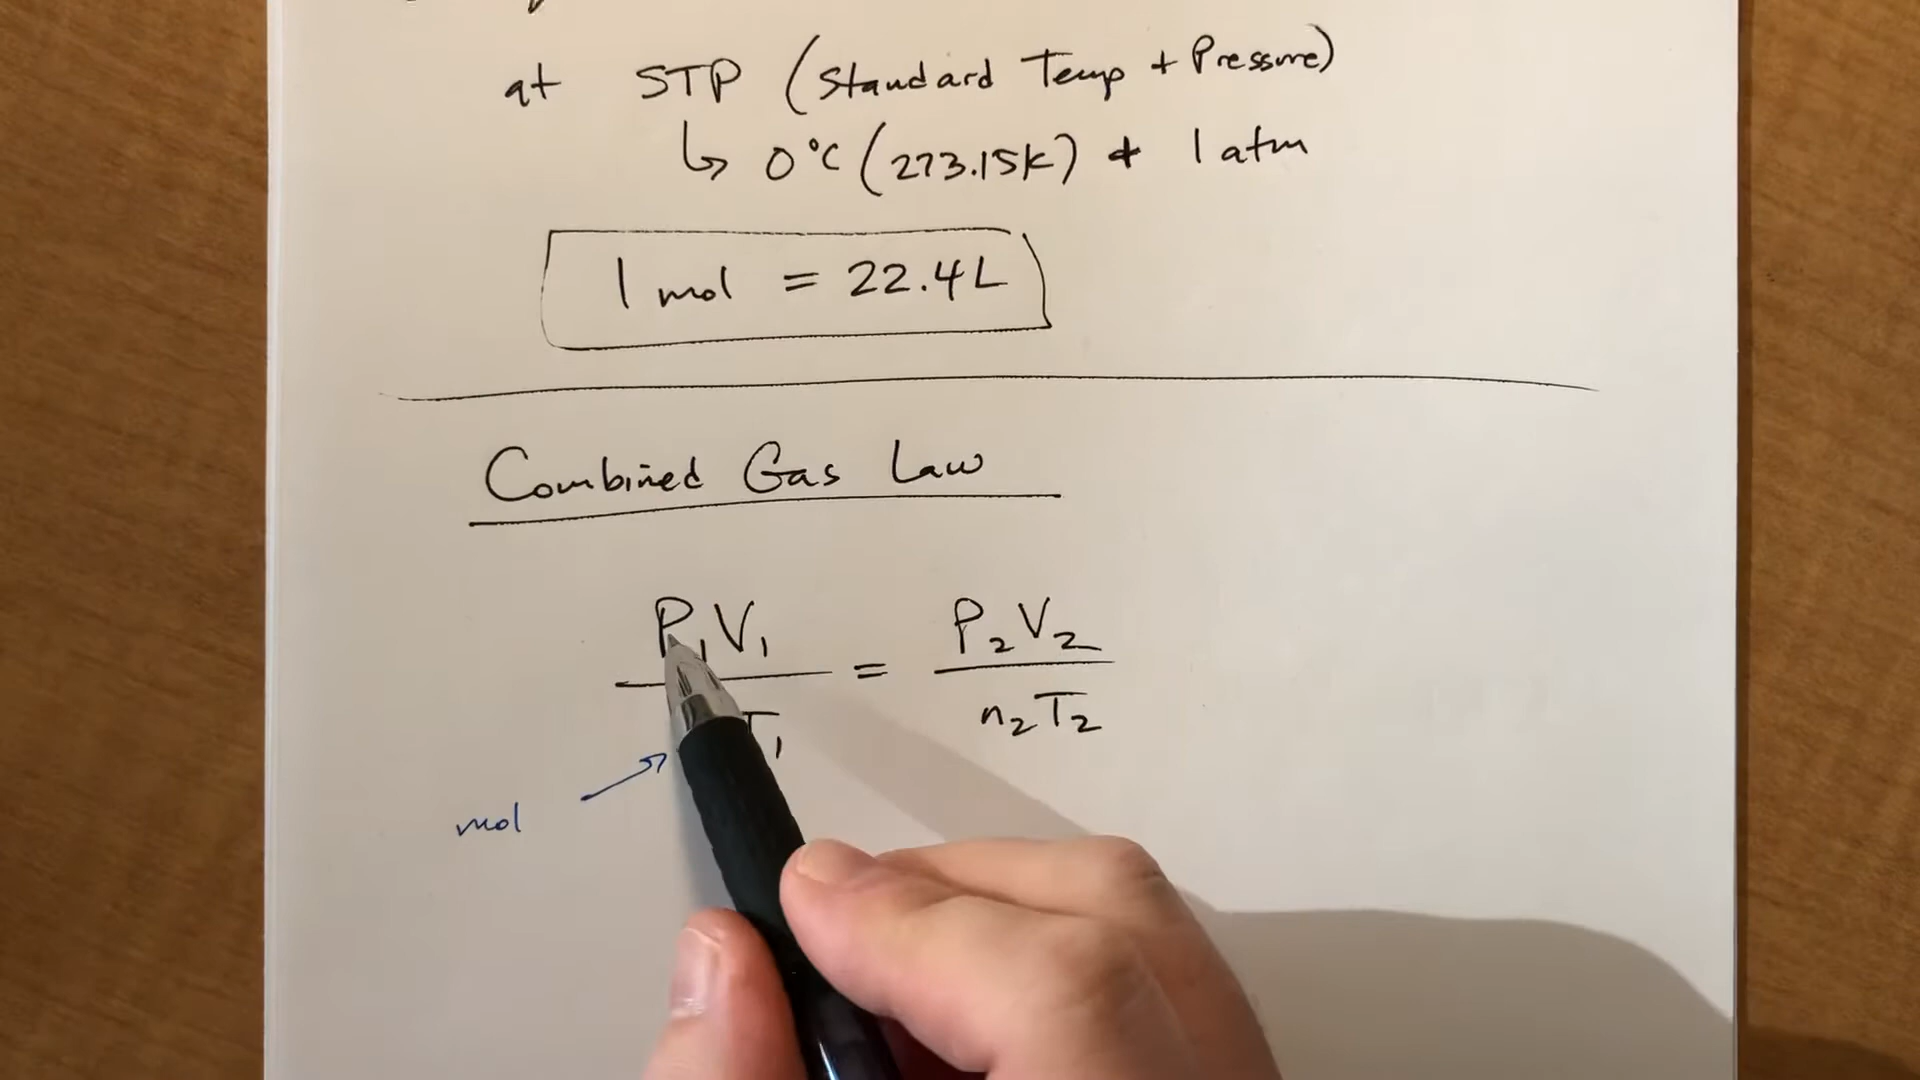 at STP (Standard Temp + Pressure)
↳ 0°C (273.15K) + 1 atm
1 mol = 22.4L
Combined Gas Law
P₁V₁ = P₂V₂
T₁ n₂T₂
mol